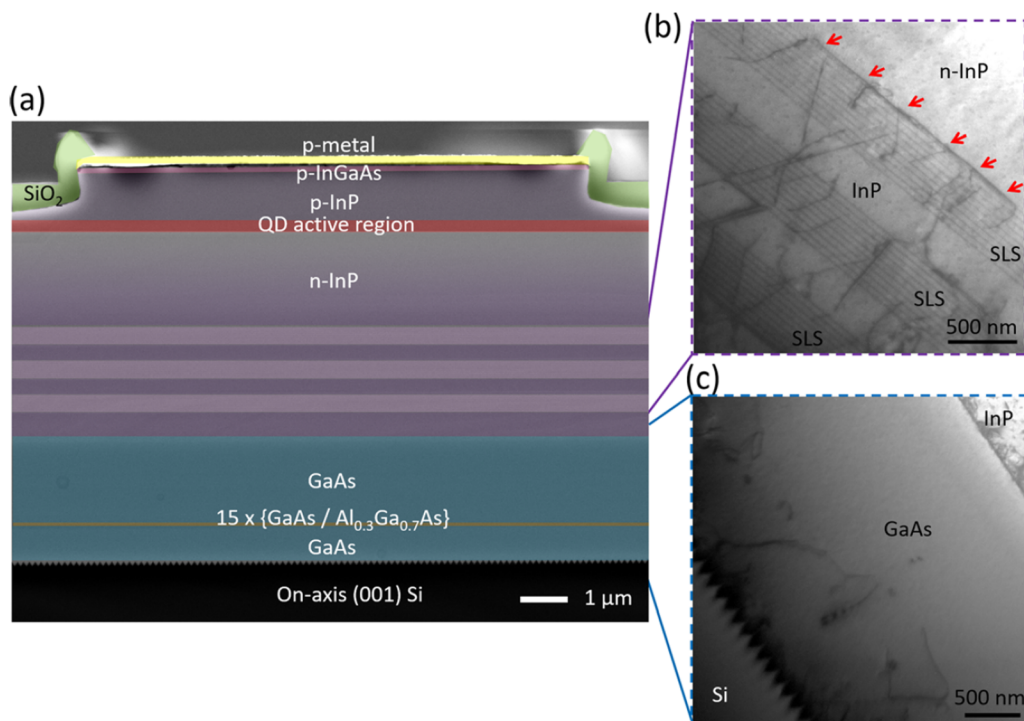 (a)
p-metal
p-InGaAs
SiO₂
p-InP
QD active region
n-InP
GaAs
15 x {GaAs / Al₀.₃Ga₀.₇As}
GaAs
On-axis (001) Si
1 μm
(b)
n-InP
InP
SLS
SLS
SLS
500 nm
(c)
InP
GaAs
Si
500 nm